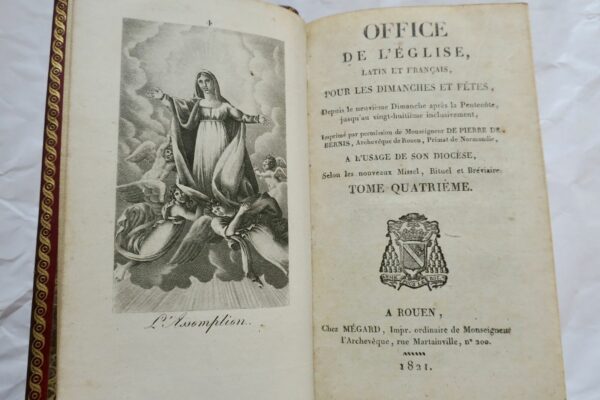 4
L'Assomption.
OFFICE
DE L'ÉGLISE,
LATIN ET FRANÇAIS,
POUR LES DIMANCHES ET FÊTES,
Depuis le neuvième Dimanche après la Pentecôte,
jusqu'au vingt-huitième inclusivement,
Imprimé par permission de Monseigneur DE PIERRE DE
BERNIS, Archevêque de Rouen, Primat de Normandie,
A L'USAGE DE SON DIOCÈSE,
Selon les nouveaux Missel, Rituel et Bréviaire.
TOME QUATRIÈME.
A ROUEN,
Chez MÉGARD, Impr. ordinaire de Monseigneur
l'Archevêque, rue Martainville, n° 200.
1821.